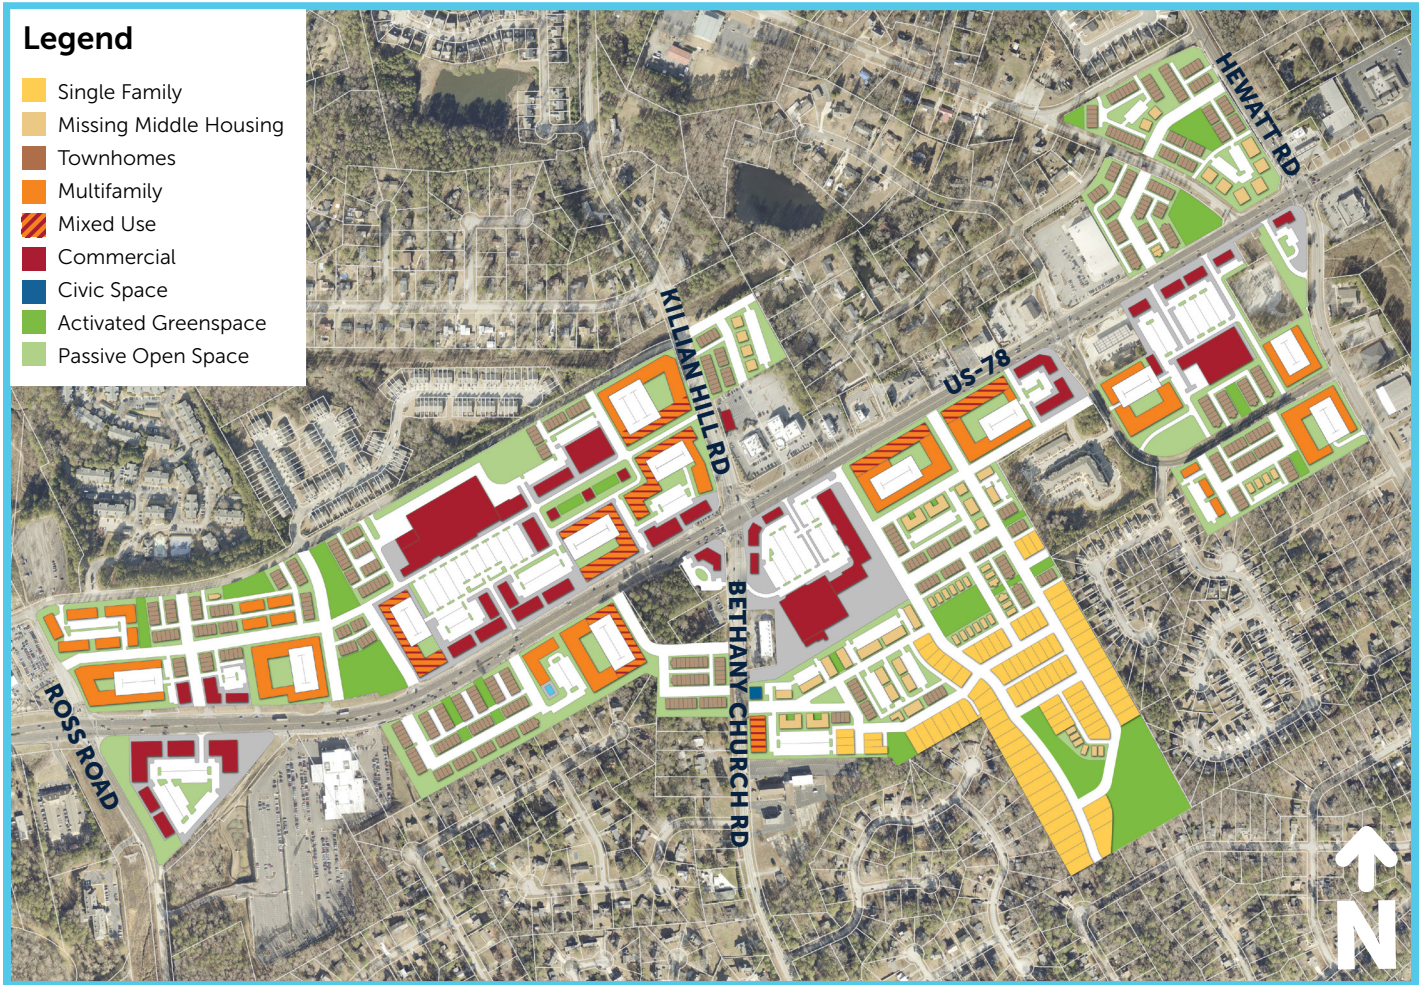 Legend
Single Family
Missing Middle Housing
Townhomes
Multifamily
Mixed Use
Commercial
Civic Space
Activated Greenspace
Passive Open Space
HEWATT RD
KILLIAN HILL RD
US-78
BETHANY CHURCH RD
ROSS ROAD
N